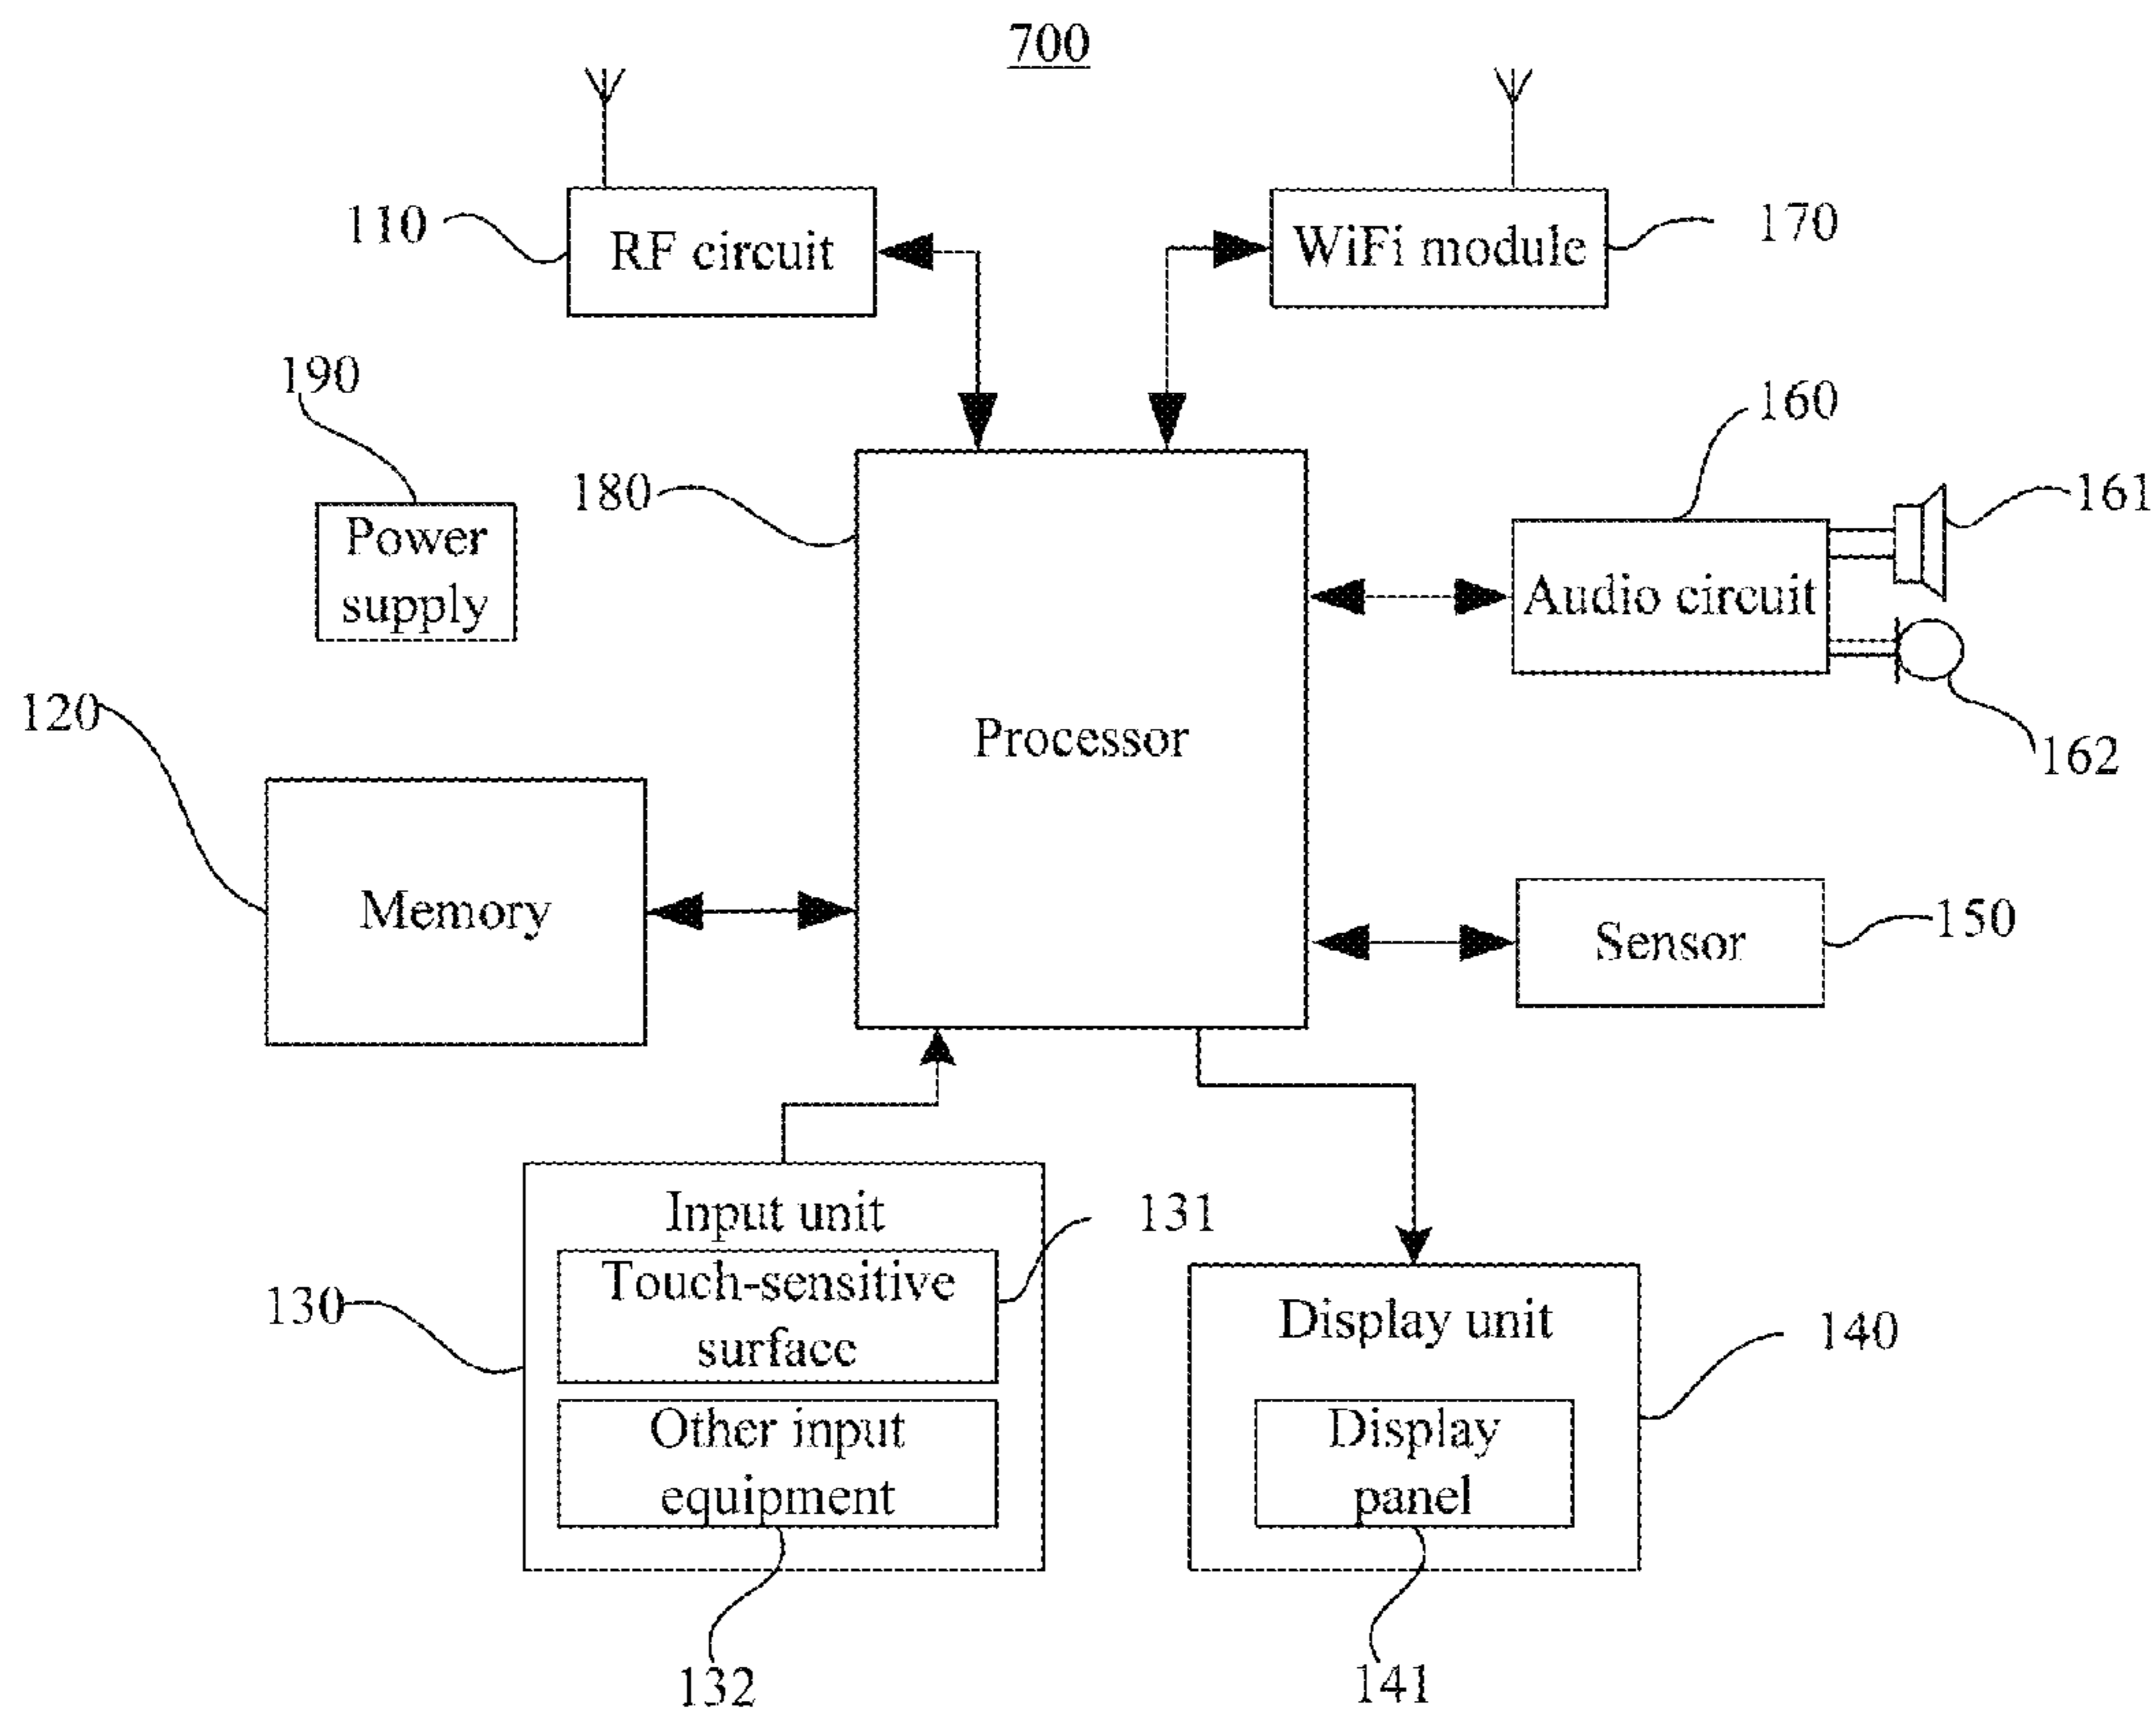 700
110
RF circuit
WiFi module
170
190
160
180
161
Power
supply
Audio circuit
120
Processor
162
Memory
Sensor
150
Input unit
131
Touch-sensitive
surface
130
Display unit
140
Other input
equipment
Display
panel
132
141